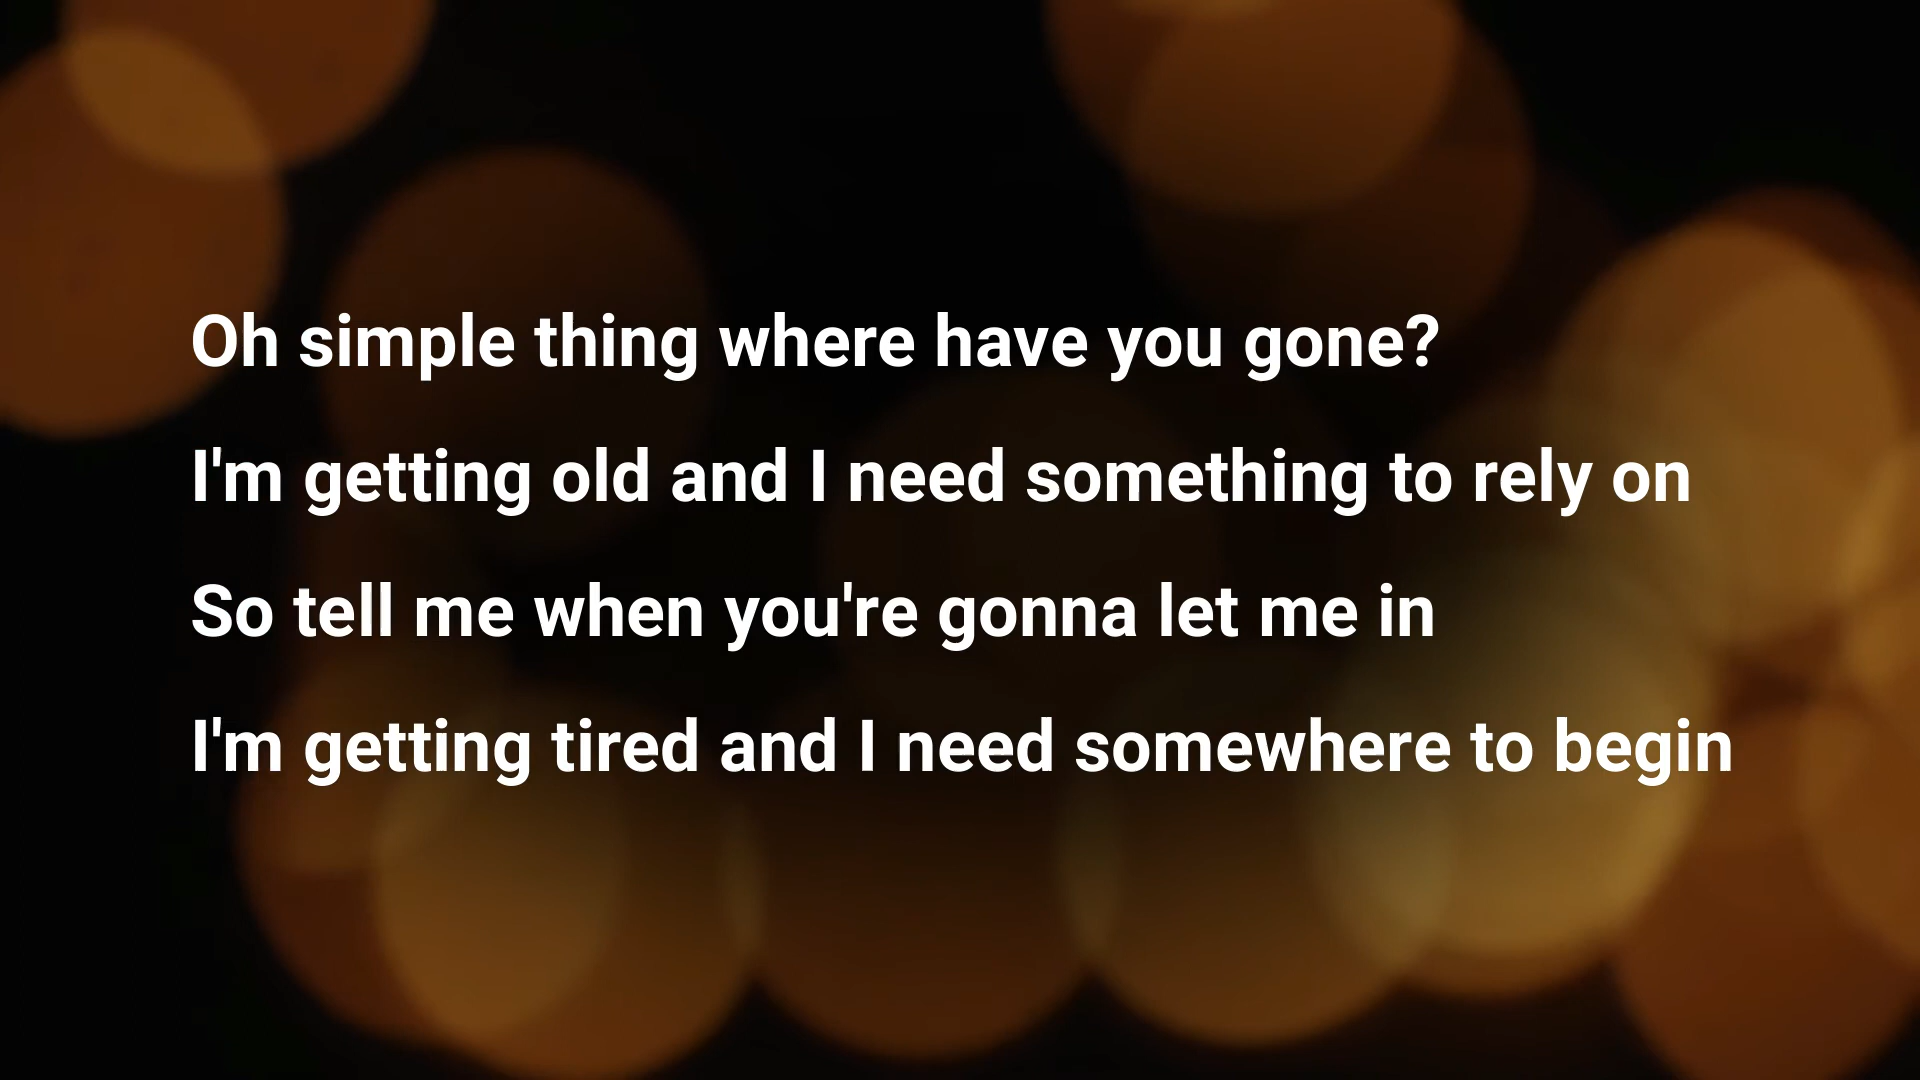 Oh simple thing where have you gone?
I'm getting old and I need something to rely on
So tell me when you're gonna let me in
I'm getting tired and I need somewhere to begin